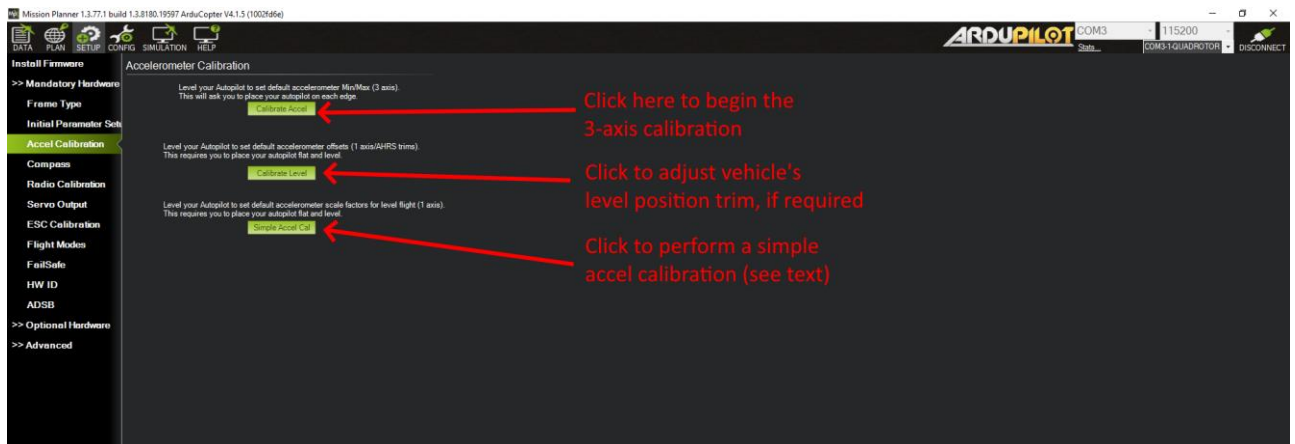 Mission Planner 1.3.77.1 build 1.3.8180.19597 ArduCopter V4.1.5 (1002fd6e)
DATA PLAN SETUP CONFIG SIMULATION HELP
ARDUPILOT
COM3 115200
Stats... COM3-1-QUADROTOR DISCONNECT
Install Firmware
>> Mandatory Hardware
Frame Type
Initial Parameter Setu
Accel Calibration
Compass
Radio Calibration
Servo Output
ESC Calibration
Flight Modes
FailSafe
HW ID
ADSB
>> Optional Hardware
>> Advanced
Accelerometer Calibration
Level your Autopilot to set default accelerometer Min/Max (3 axis).
This will ask you to place your autopilot on each edge.
Calibrate Accel
Click here to begin the
3-axis calibration
Level your Autopilot to set default accelerometer offsets (1 axis/AHRS trims).
This requires you to place your autopilot flat and level.
Calibrate Level
Click to adjust vehicle's
level position trim, if required
Level your Autopilot to set default accelerometer scale factors for level flight (1 axis).
This requires you to place your autopilot flat and level.
Simple Accel Cal
Click to perform a simple
accel calibration (see text)